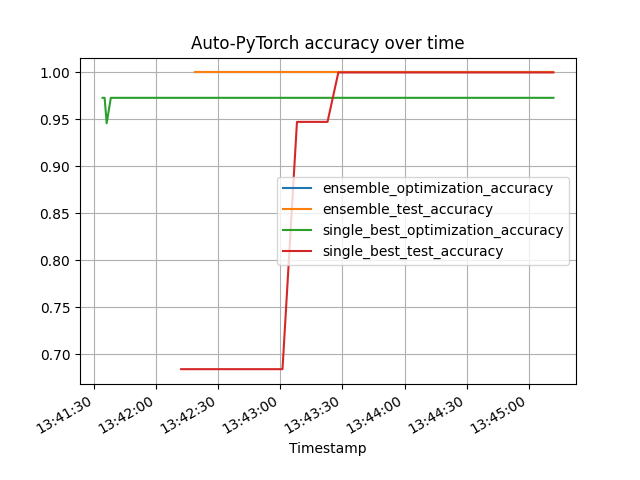 Auto-PyTorch accuracy over time
1.00
0.95
0.90
0.85
0.80
0.75
0.70
ensemble_optimization_accuracy
ensemble_test_accuracy
single_best_optimization_accuracy
single_best_test_accuracy
13:41:30
13:42:00
13:42:30
13:43:00
13:43:30
13:44:00
13:44:30
13:45:00
Timestamp